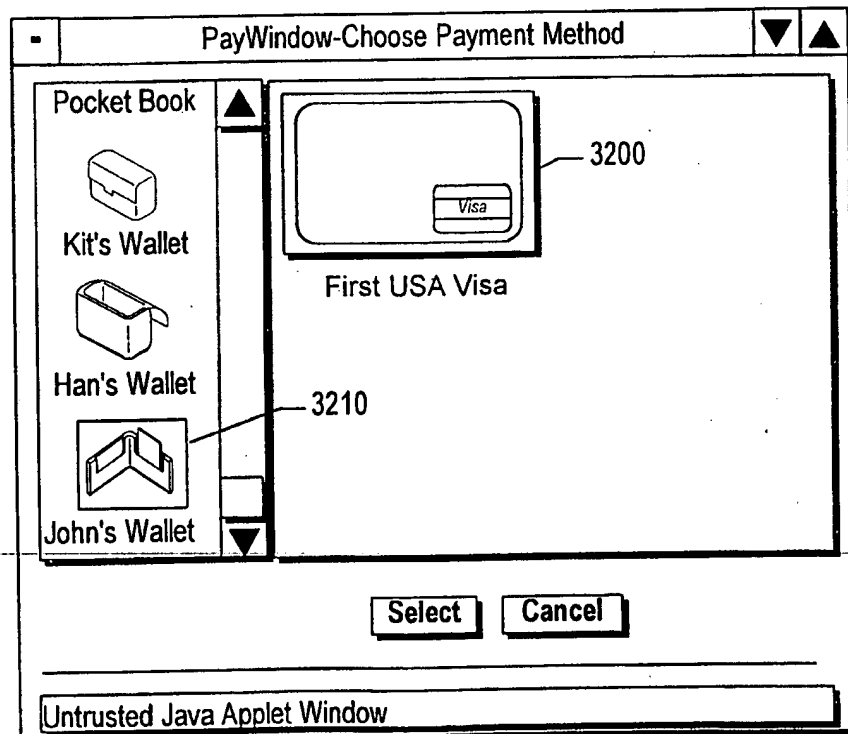 PayWindow-Choose Payment Method
Pocket Book
Kit's Wallet
Han's Wallet
John's Wallet
Visa
3200
First USA Visa
3210
Select
Cancel
Untrusted Java Applet Window